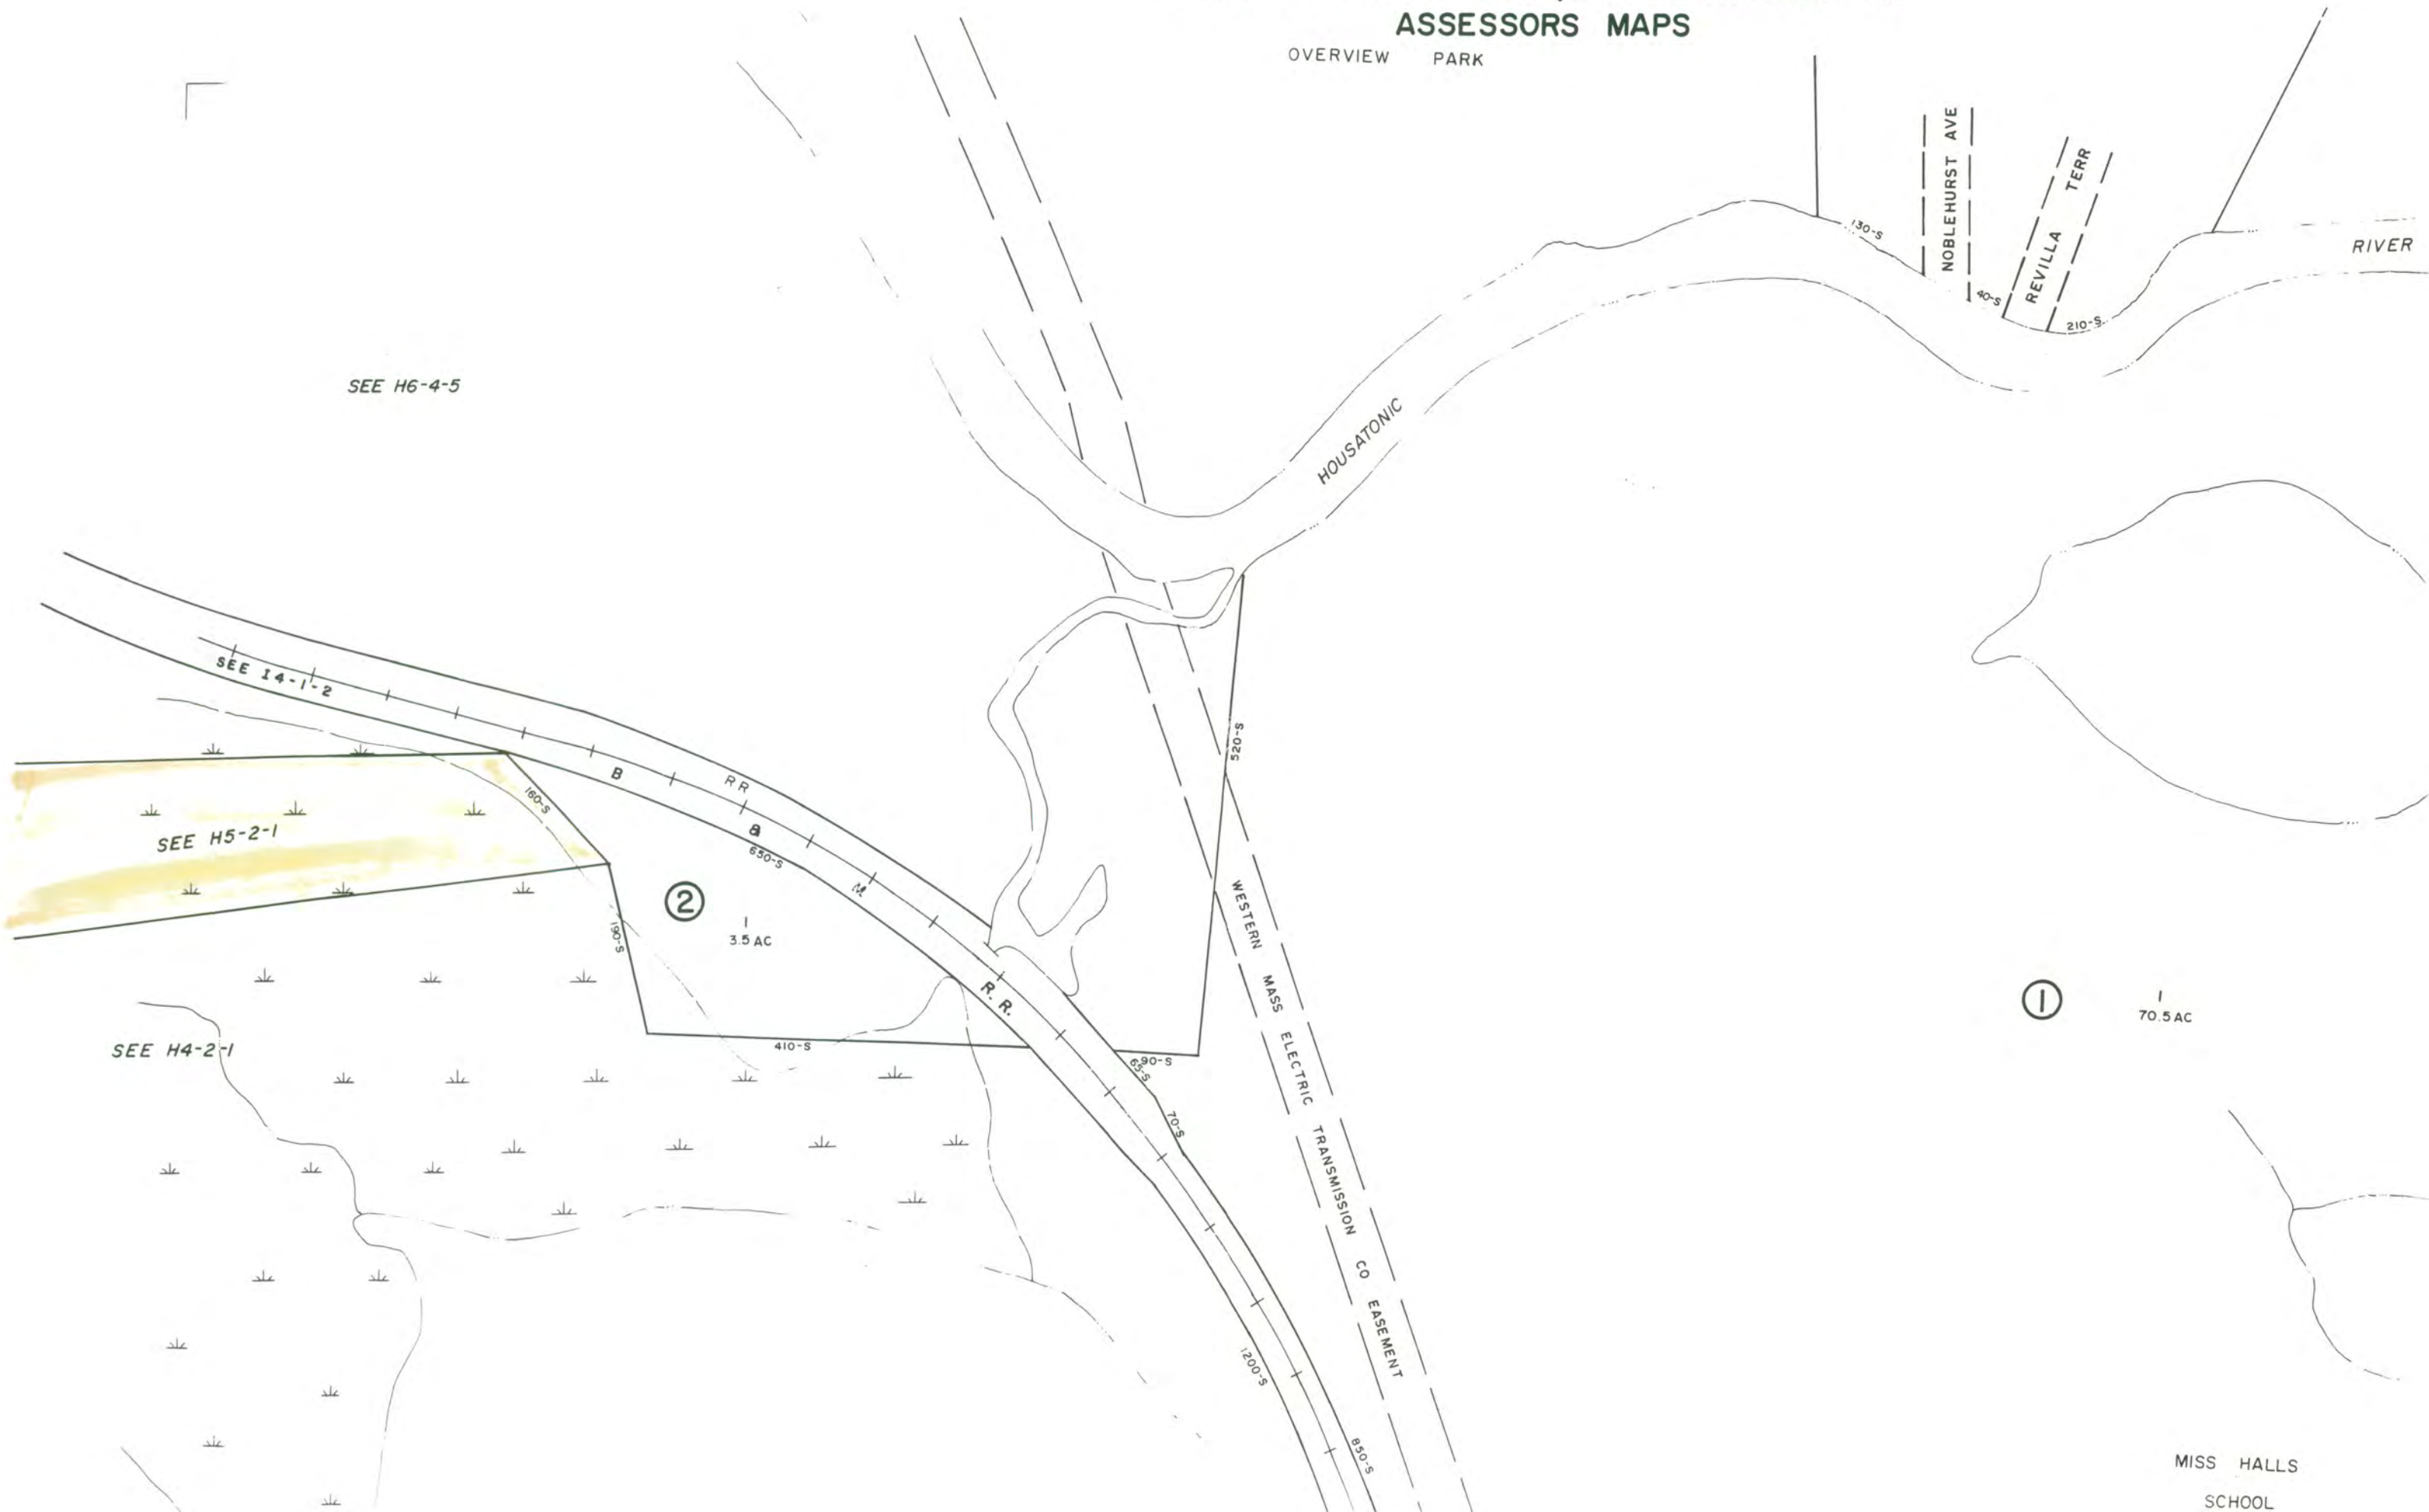 ASSESSORS MAPS
OVERVIEW PARK
NOBLEHURST AVE
REVILLA TERR
130-S
40-S
210-S
RIVER
SEE H6-4-5
HOUSATONIC
SEE I4-1-2
B & M R.R.
RR
520-S
160-S
SEE H5-2-1
650-S
2
1
3.5 AC
190-S
WESTERN MASS ELECTRIC TRANSMISSION CO EASEMENT
1
1
70.5 AC
SEE H4-2-1
410-S
690-S
65-S
70-S
1200-S
850-S
MISS HALLS
SCHOOL